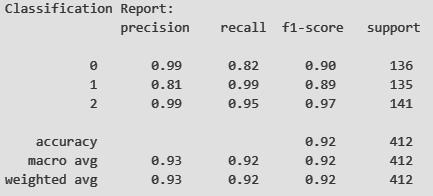 Classification Report:
precision recall f1-score support
0 0.99 0.82 0.90 136
1 0.81 0.99 0.89 135
2 0.99 0.95 0.97 141
accuracy 0.92 412
macro avg 0.93 0.92 0.92 412
weighted avg 0.93 0.92 0.92 412